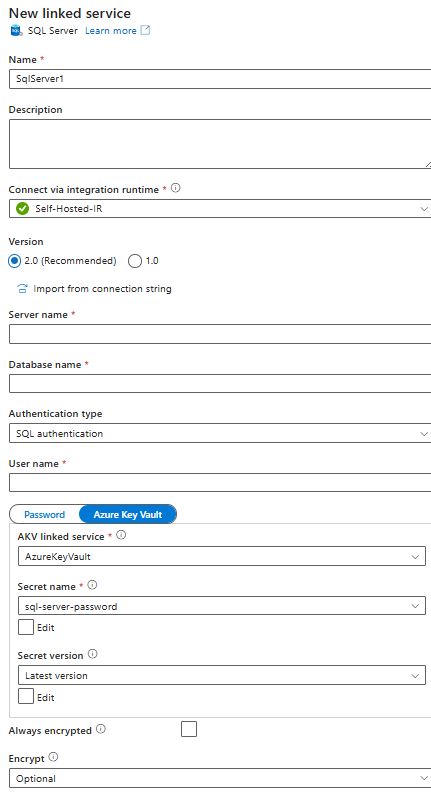 New linked service
SQL Server Learn more
Name *
SqlServer1
Description
Connect via integration runtime *
Self-Hosted-IR
Version
2.0 (Recommended) 1.0
Import from connection string
Server name *
Database name *
Authentication type
SQL authentication
User name *
Password Azure Key Vault
AKV linked service *
AzureKeyVault
Secret name *
sql-server-password
Edit
Secret version
Latest version
Edit
Always encrypted
Encrypt
Optional